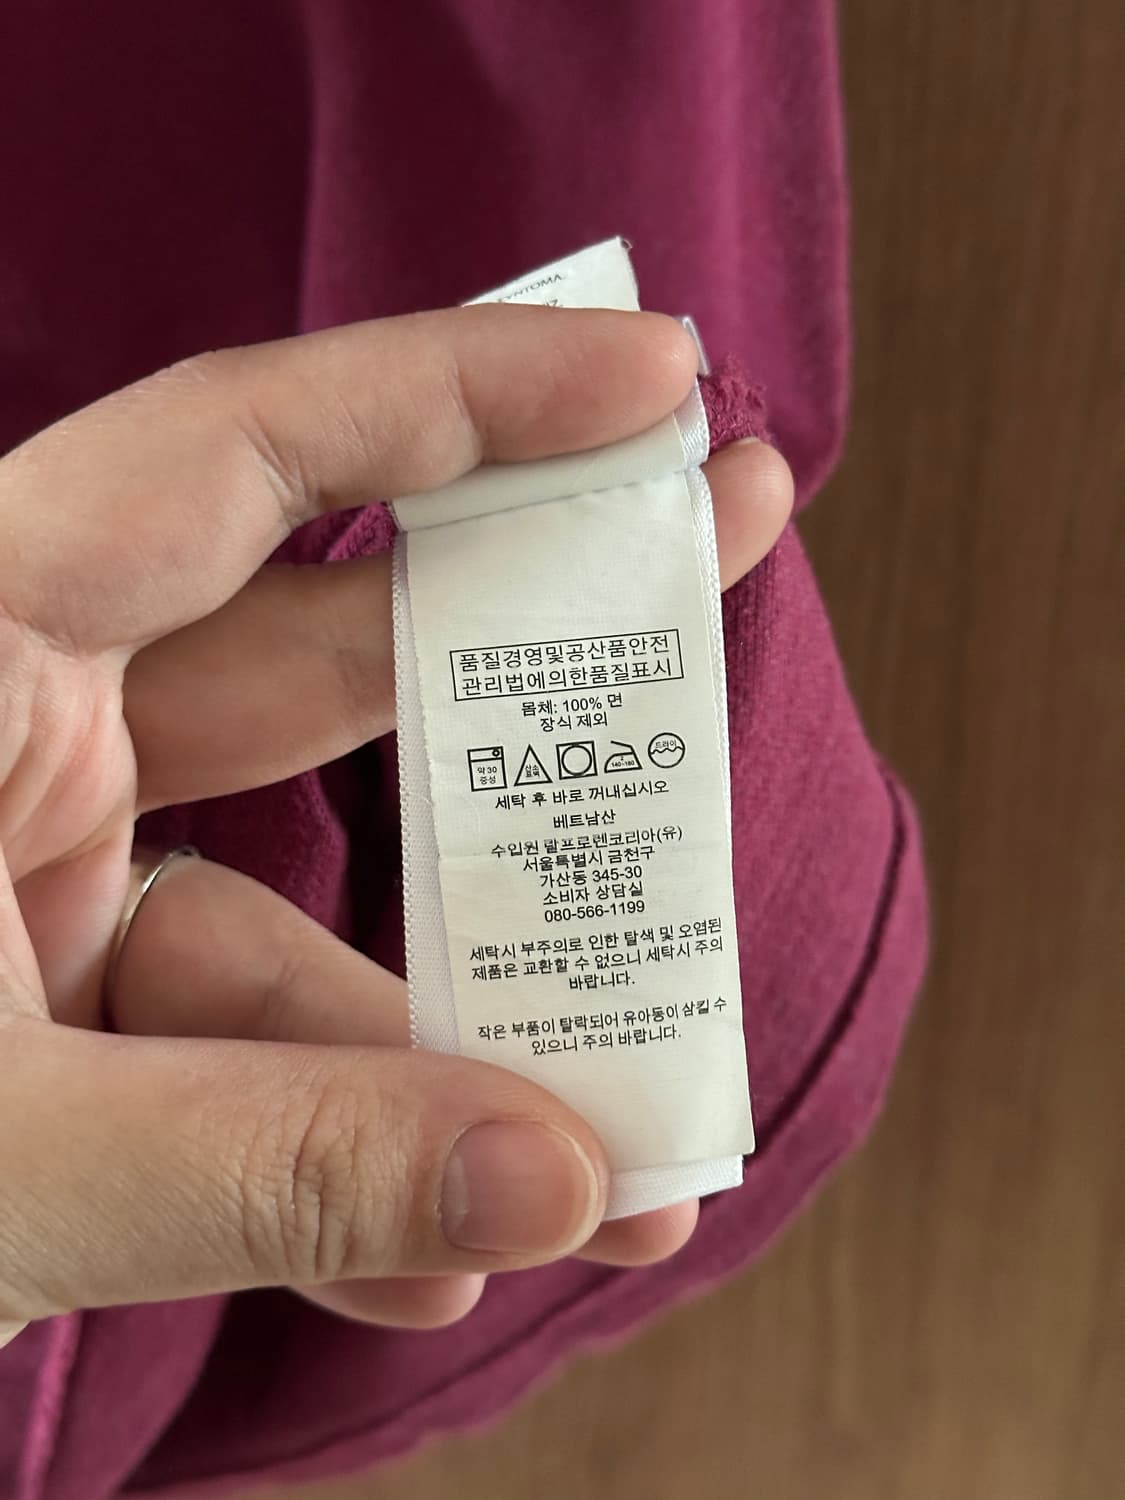 품질경영및공산품안전
관리법에의한품질표시
몸체: 100% 면
장식 제외
약 30
중성
산소
표백
140~160
드라이
세탁 후 바로 꺼내십시오
베트남산
수입원 랄프로렌코리아(유)
서울특별시 금천구
가산동 345-30
소비자 상담실
080-566-1199
세탁시 부주의로 인한 탈색 및 오염된
제품은 교환할 수 없으니 세탁시 주의
바랍니다.
작은 부품이 탈락되어 유아동이 삼킬 수
있으니 주의 바랍니다.